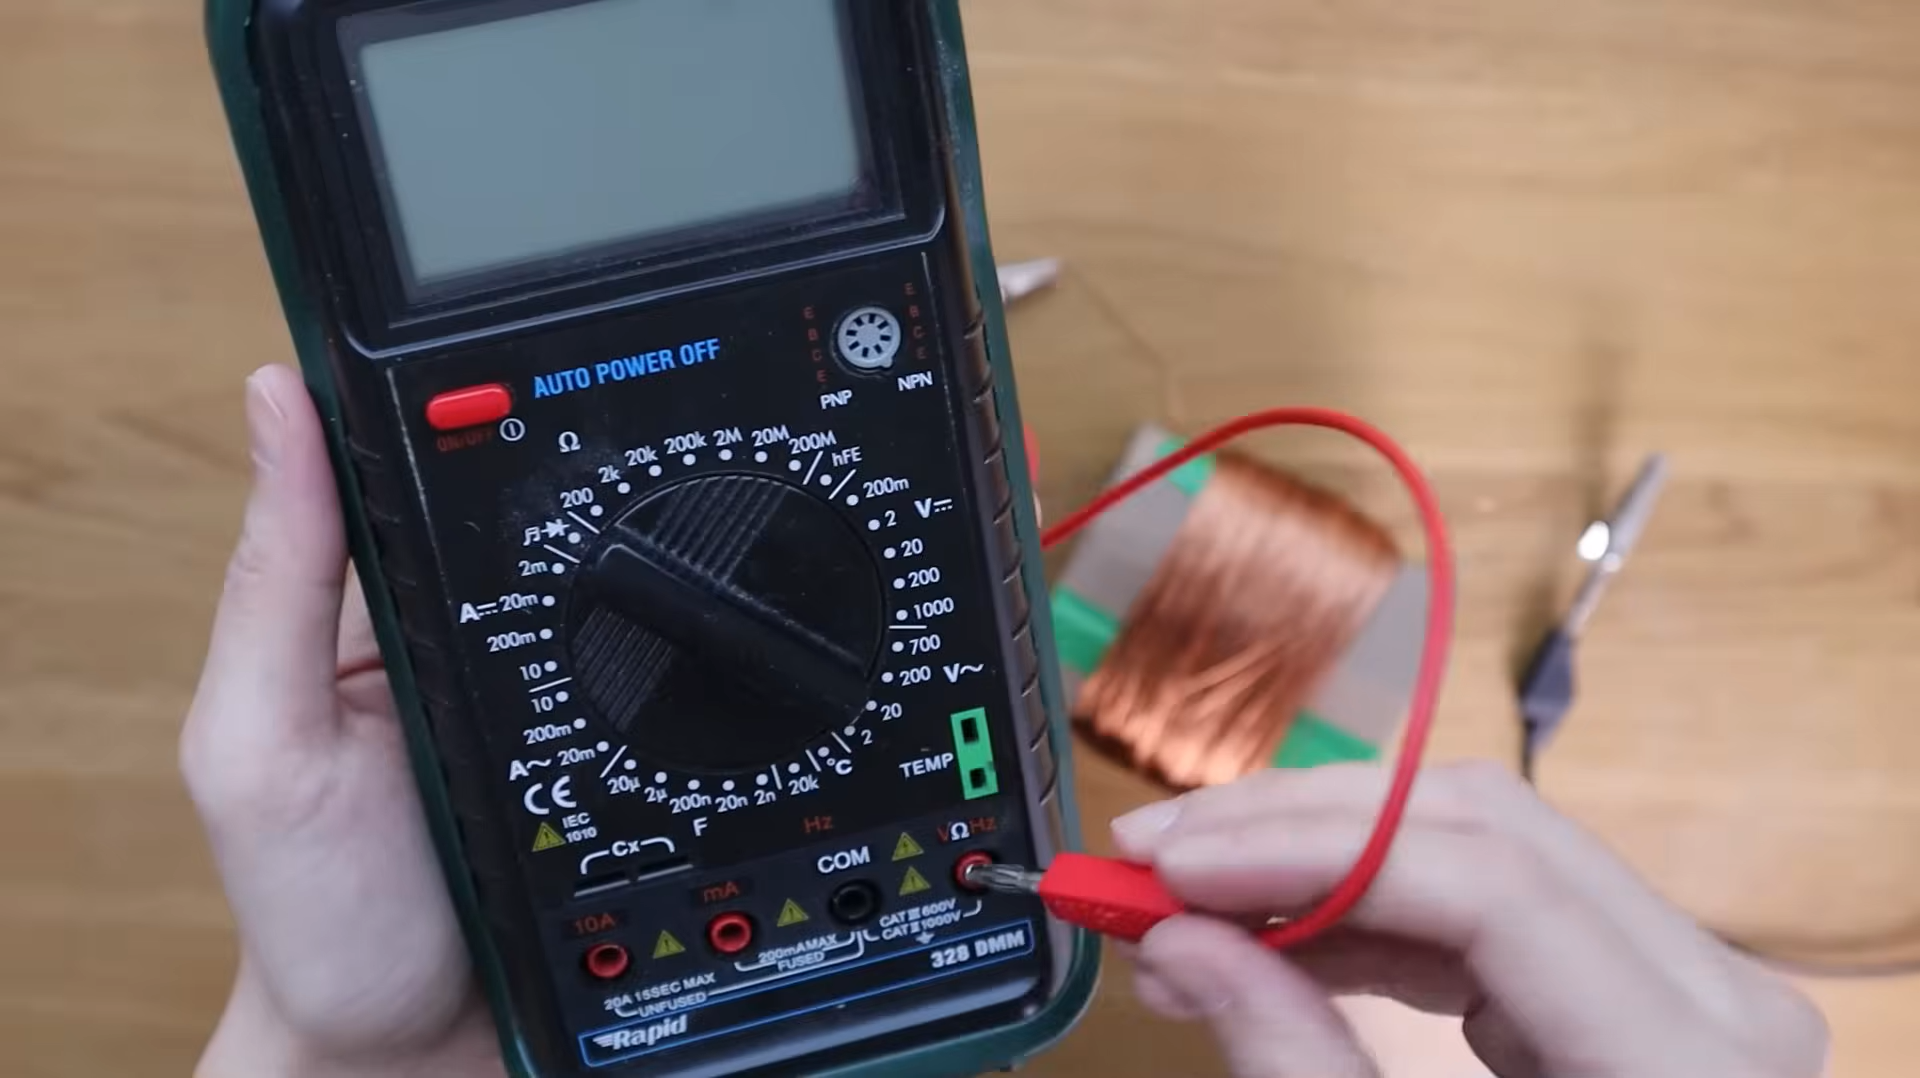 AUTO POWER OFF
ON/OFF
E
B
C
E
PNP
E
B
C
E
NPN
Ω
200
2k
20k
200k
2M
20M
200M
hFE
200m
2
20
200
1000
V
700
200
20
2
V~
°C
20k
Hz
2n
20n
200n
2µ
20µ
F
2m
20m
200m
10
A
10
200m
20m
A~
CE
IEC
1010
TEMP
Cx
10A
mA
COM
VΩHz
200mA MAX
FUSED
CAT III 600V
CAT II 1000V
20A 15SEC MAX
UNFUSED
328 DMM
Rapid